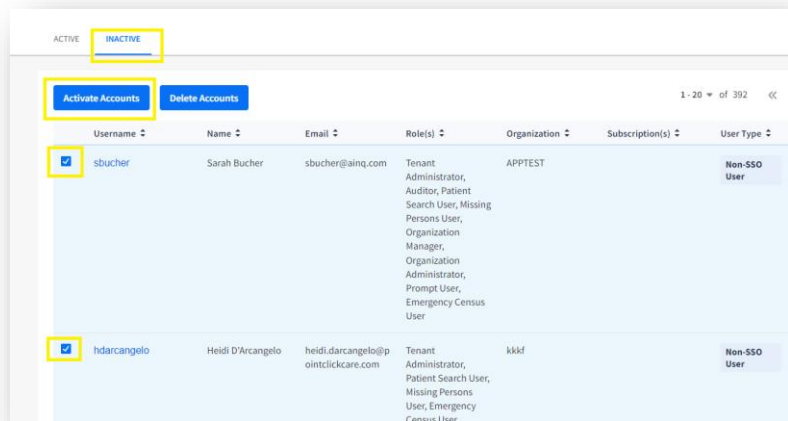 ACTIVE INACTIVE
Activate Accounts Delete Accounts 1 - 20 of 392 «
Username Name Email Role(s) Organization Subscription(s) User Type
sbucher Sarah Bucher sbucher@ainq.com Tenant APPTEST Non-SSO
Administrator, User
Auditor, Patient
Search User, Missing
Persons User,
Organization
Manager,
Organization
Administrator,
Prompt User,
Emergency Census
User
hdarcangelo Heidi D'Arcangelo heidi.darcangelo@p Tenant kkkf Non-SSO
ointclickcare.com Administrator, User
Patient Search User,
Missing Persons
User, Emergency
Census User